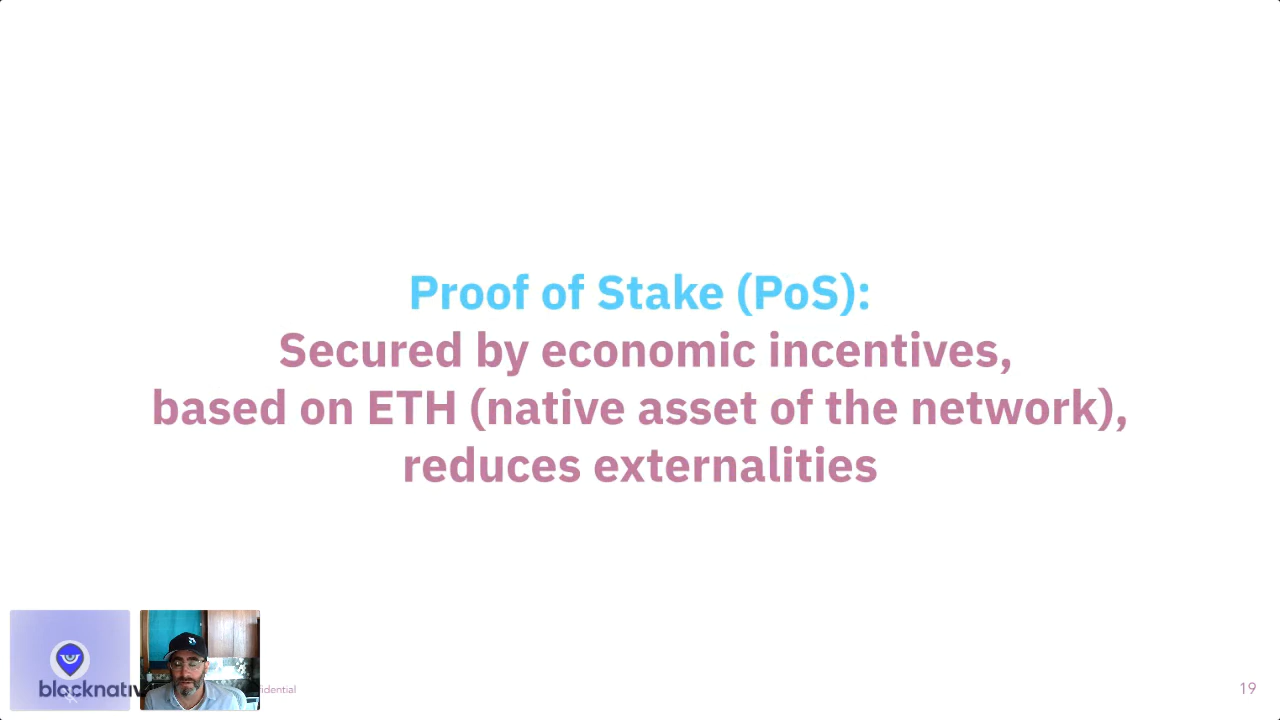 Proof of Stake (PoS):
Secured by economic incentives,
based on ETH (native asset of the network),
reduces externalities
19